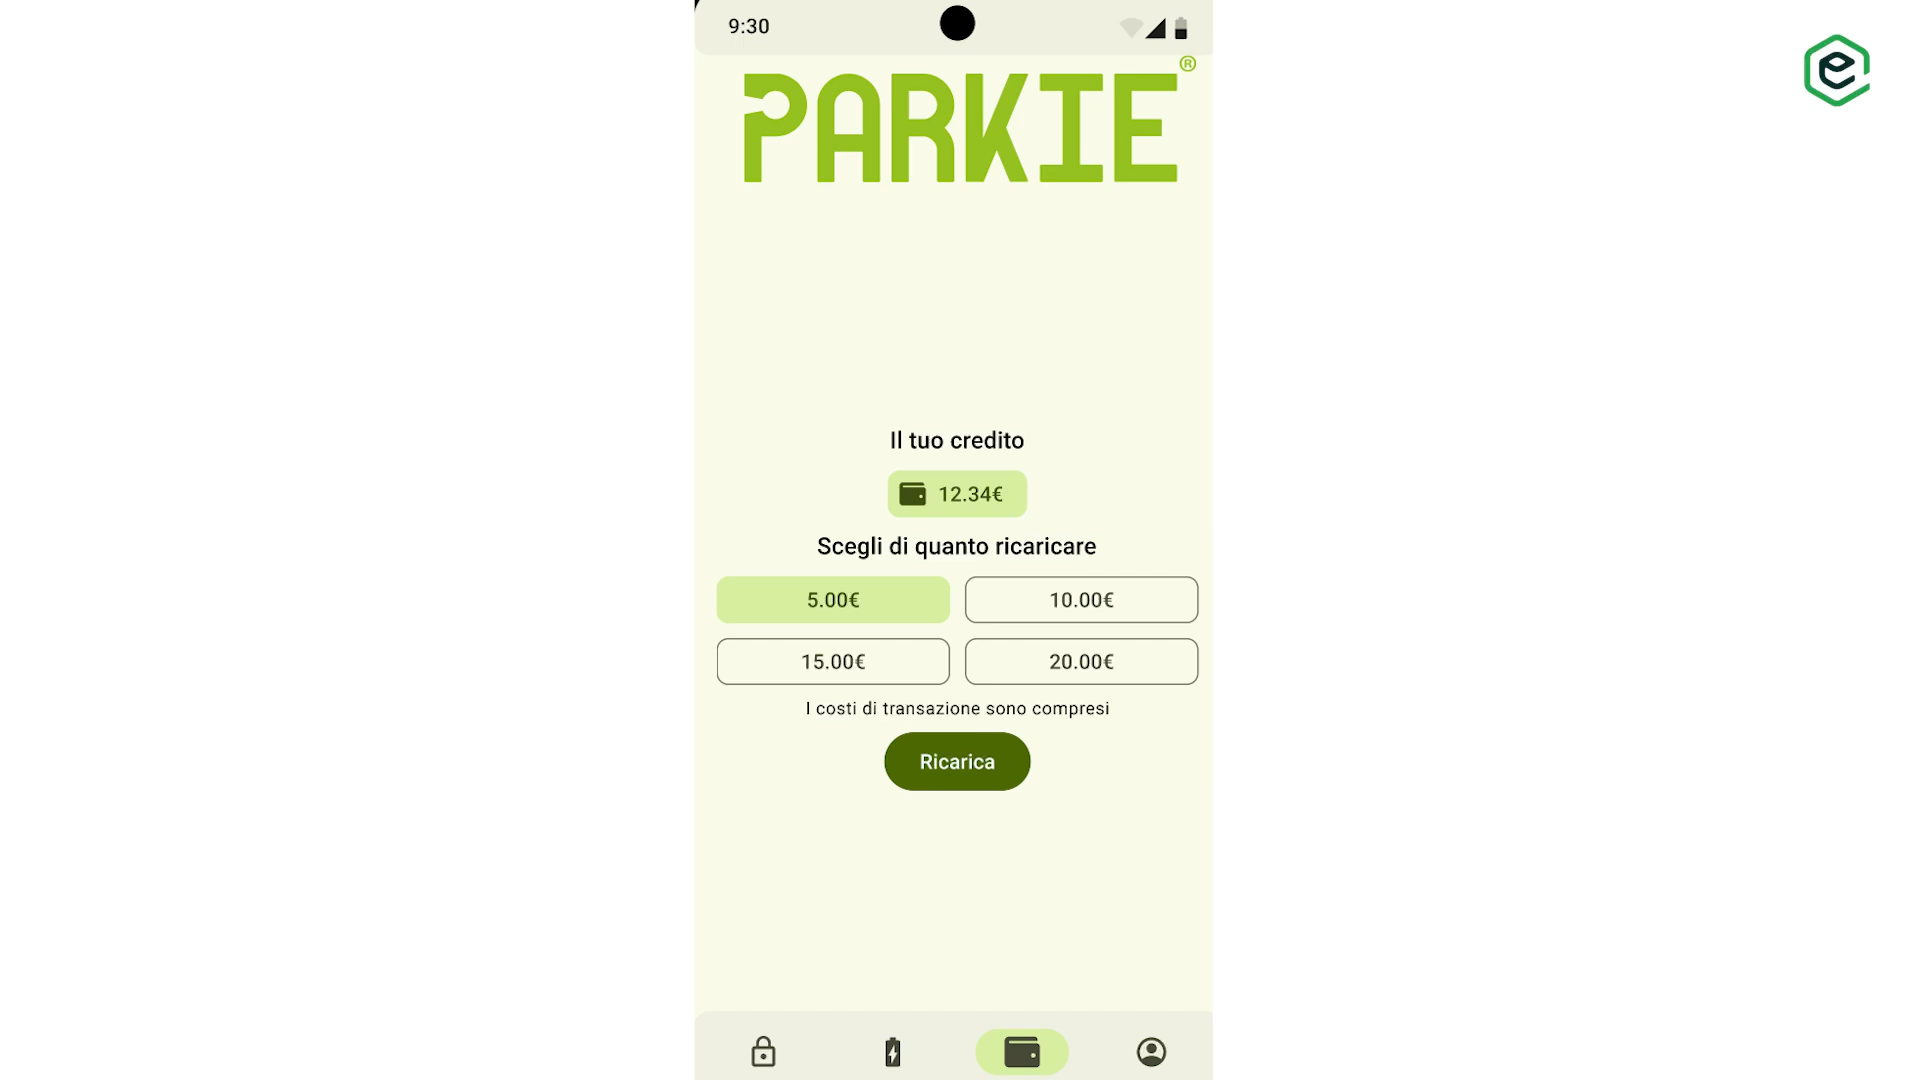 9:30
PARKIE®
Il tuo credito
12.34€
Scegli di quanto ricaricare
5.00€
10.00€
15.00€
20.00€
I costi di transazione sono compresi
Ricarica